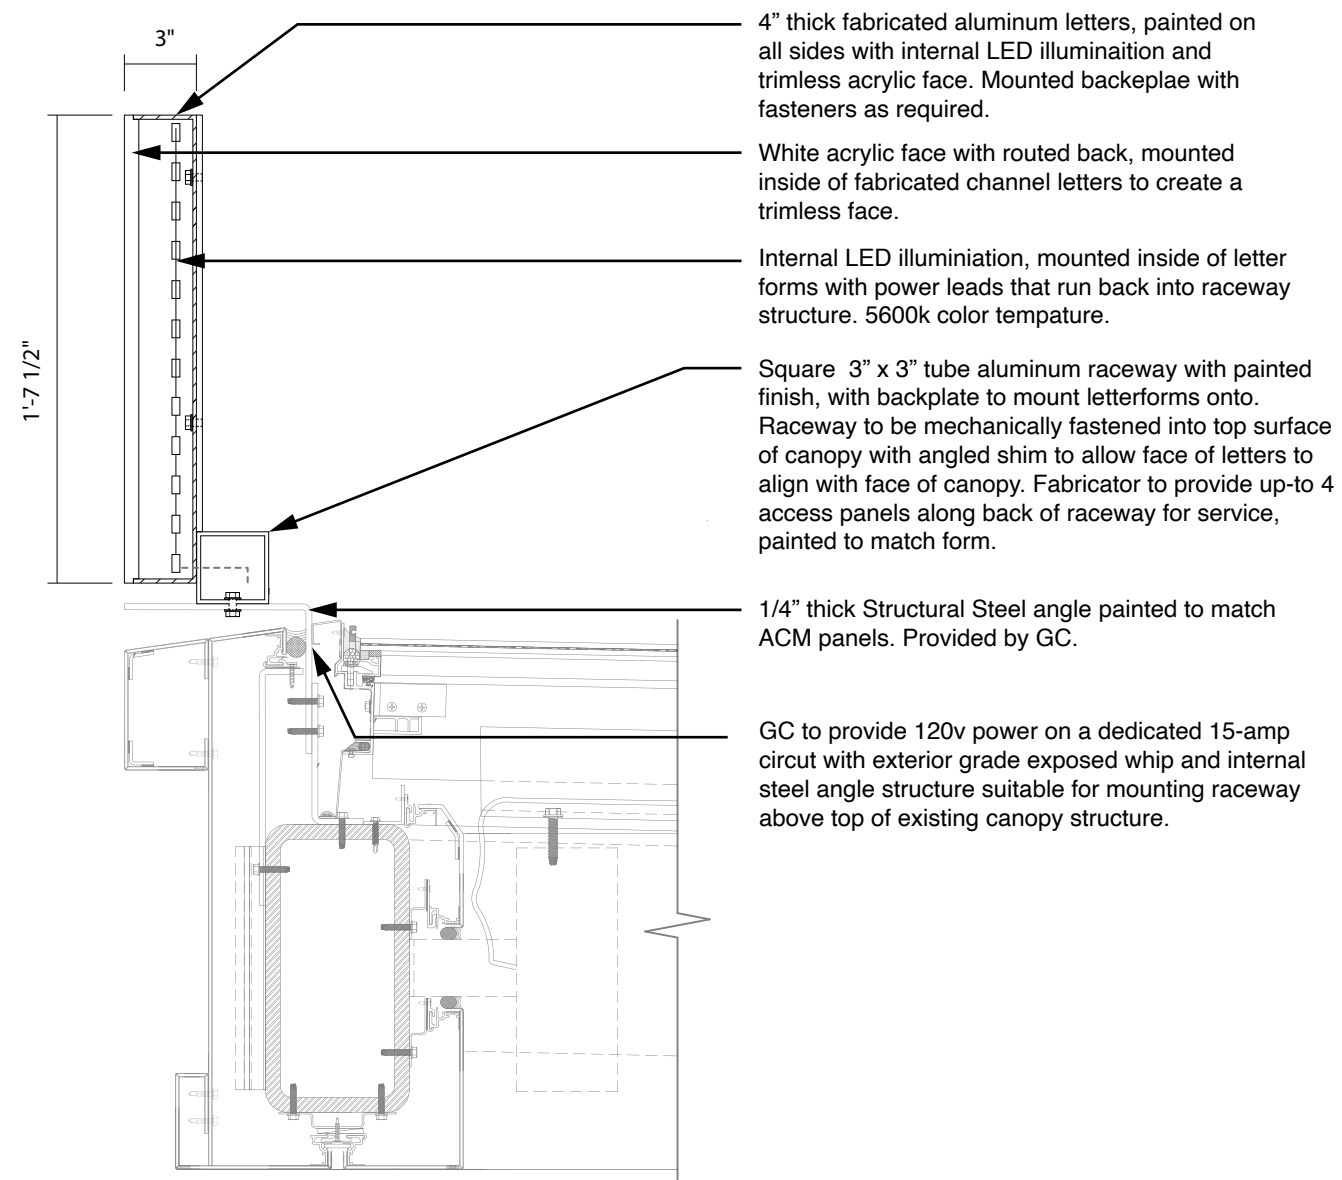 3"
1'-7 1/2"
4” thick fabricated aluminum letters, painted on
all sides with internal LED illuminaition and
trimless acrylic face. Mounted backeplae with
fasteners as required.
White acrylic face with routed back, mounted
inside of fabricated channel letters to create a
trimless face.
Internal LED illuminiation, mounted inside of letter
forms with power leads that run back into raceway
structure. 5600k color tempature.
Square  3” x 3” tube aluminum raceway with painted
finish, with backplate to mount letterforms onto.
Raceway to be mechanically fastened into top surface
of canopy with angled shim to allow face of letters to
align with face of canopy. Fabricator to provide up-to 4
access panels along back of raceway for service,
painted to match form.
1/4” thick Structural Steel angle painted to match
ACM panels. Provided by GC.
GC to provide 120v power on a dedicated 15-amp
circut with exterior grade exposed whip and internal
steel angle structure suitable for mounting raceway
above top of existing canopy structure.